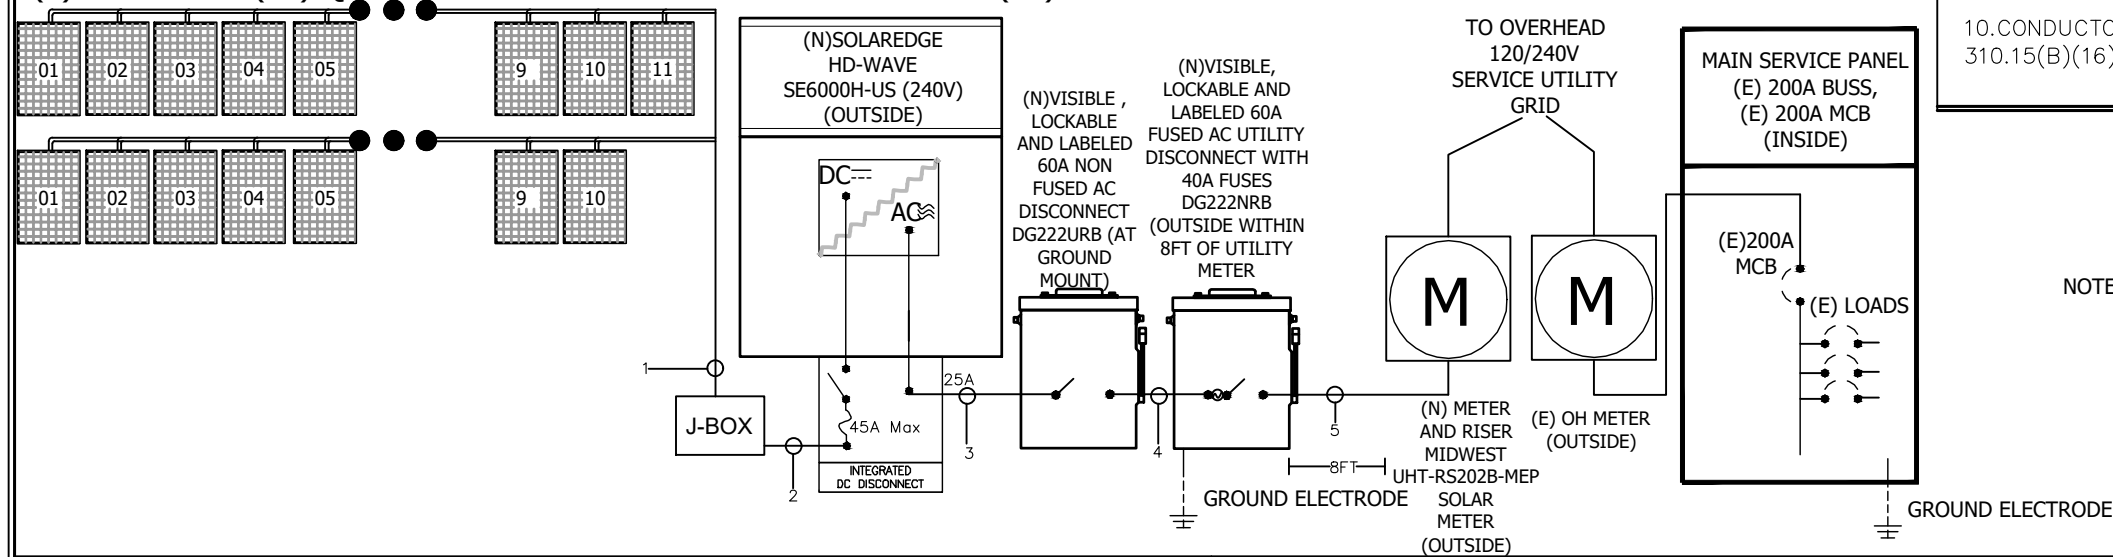 01 02 03 04 05 9 10 11
01 02 03 04 05 9 10
(N)SOLAREDGE
HD-WAVE
SE6000H-US (240V)
(OUTSIDE)
DC
AC
1
J-BOX
2
45A Max
INTEGRATED
DC DISCONNECT
25A
3
(N)VISIBLE ,
LOCKABLE
AND LABELED
60A NON
FUSED AC
DISCONNECT
DG222URB (AT
GROUND
MOUNT)
4
(N)VISIBLE,
LOCKABLE AND
LABELED 60A
FUSED AC UTILITY
DISCONNECT WITH
40A FUSES
DG222NRB
(OUTSIDE WITHIN
8FT OF UTILITY
METER
GROUND ELECTRODE
8FT
5
TO OVERHEAD
120/240V
SERVICE UTILITY
GRID
M
M
(N) METER
AND RISER
MIDWEST
UHT-RS202B-MEP
SOLAR
METER
(OUTSIDE)
(E) OH METER
(OUTSIDE)
MAIN SERVICE PANEL
(E) 200A BUSS,
(E) 200A MCB
(INSIDE)
(E)200A
MCB
(E) LOADS
GROUND ELECTRODE
10.CONDUCTO
310.15(B)(16)
NOTE